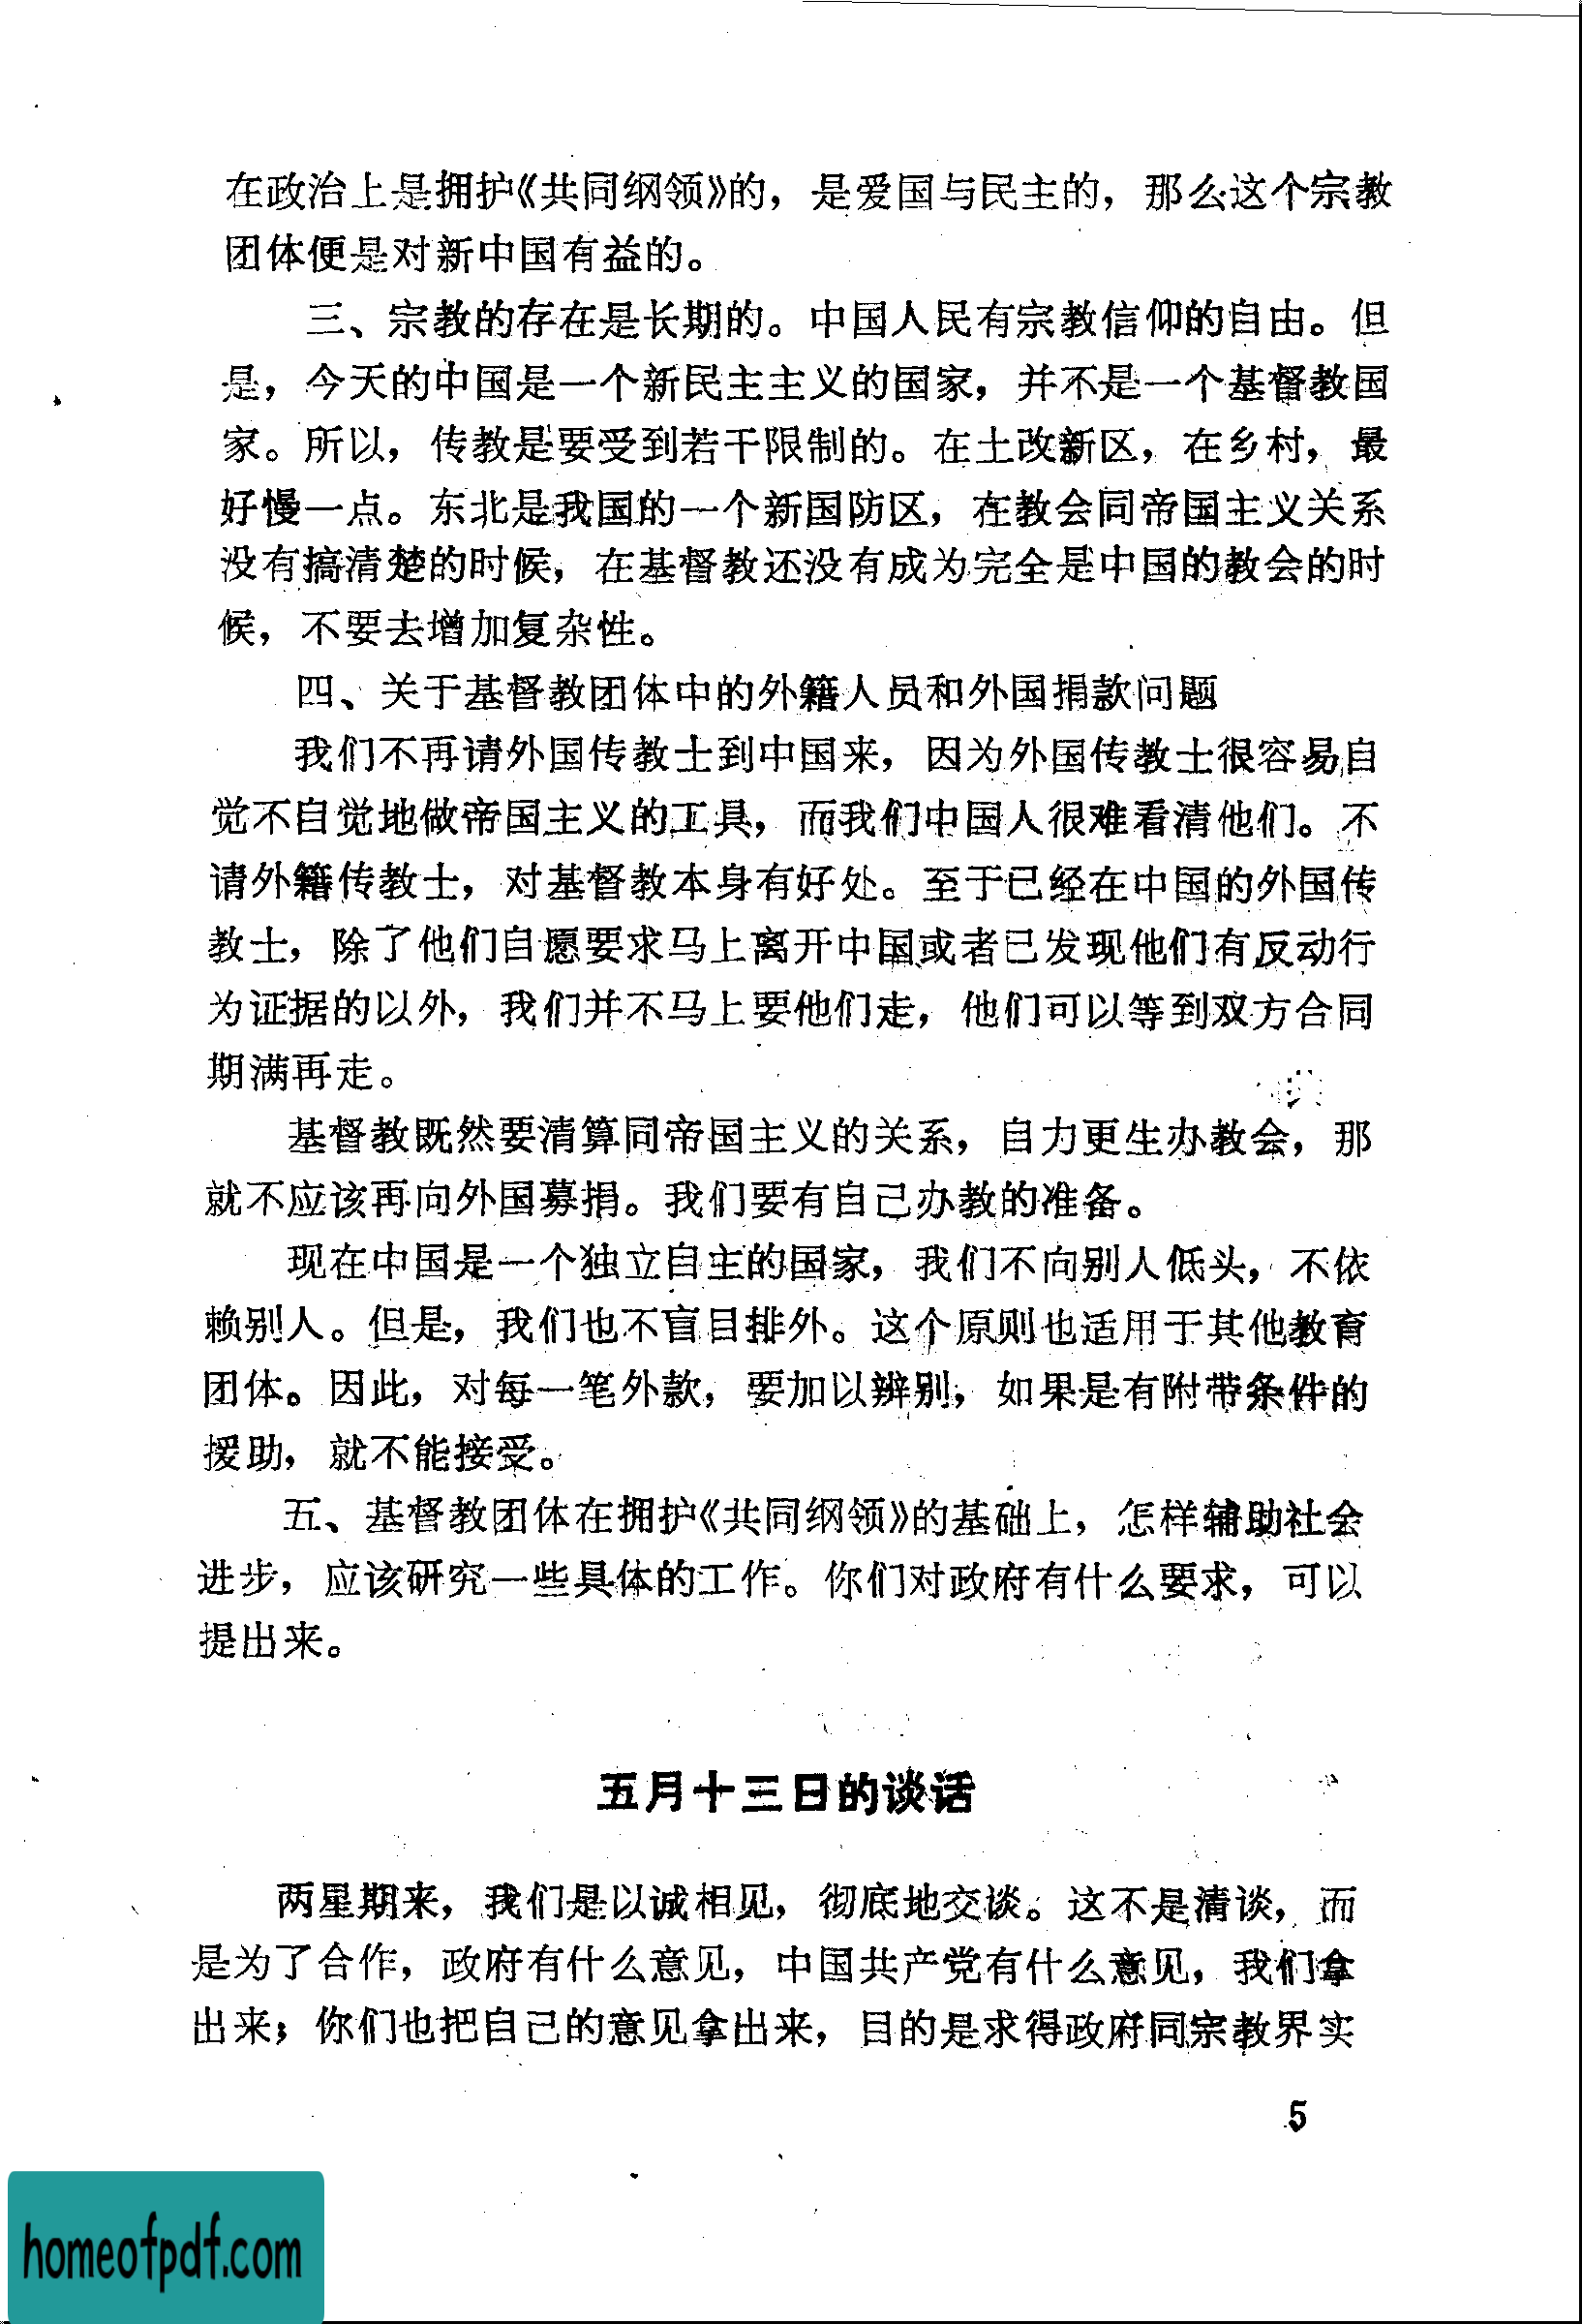 在政治上是拥护《共同纲领》的，是爱国与民主的，那么这个宗教
团体便是对新中国有益的。
三、宗教的存在是长期的。中国人民有宗教信仰的自由。但
是，今天的中国是一个新民主主义的国家，并不是一个基督教国
家。所以，传教是要受到若干限制的。在土改新区，在乡村，最
好慢一点。东北是我国的一个新国防区，在教会同帝国主义关系
没有搞清楚的时候，在基督教还没有成为完全是中国的教会的时
候，不要去增加复杂性。
四、关于基督教团体中的外籍人员和外国捐款问题
我们不再请外国传教士到中国来，因为外国传教士很容易自
觉不自觉地做帝国主义的工具，而我们中国人很难看清他们。不
请外籍传教士，对基督教本身有好处。至于已经在中国的外国传
教士，除了他们自愿要求马上离开中国或者已发现他们有反动行
为证据的以外，我们并不马上要他们走，他们可以等到双方合同
期满再走。
基督教既然要清算同帝国主义的关系，自力更生办教会，那
就不应该再向外国募捐。我们要有自己办教的准备。
现在中国是一个独立自主的国家，我们不向别人低头，不依
赖别人。但是，我们也不盲目排外。这个原则也适用于其他教育
团体。因此，对每一笔外款，要加以辨别，如果是有附带条件的
援助，就不能接受。
五、基督教团体在拥护《共同纲领》的基础上，怎样辅助社会
进步，应该研究一些具体的工作。你们对政府有什么要求，可以
提出来。
五月十三日的谈话
两星期来，我们是以诚相见，彻底地交谈。这不是清谈，而
是为了合作，政府有什么意见，中国共产党有什么意见，我们拿
出来；你们也把自己的意见拿出来，目的是求得政府同宗教界实
5
homeofpdf.com